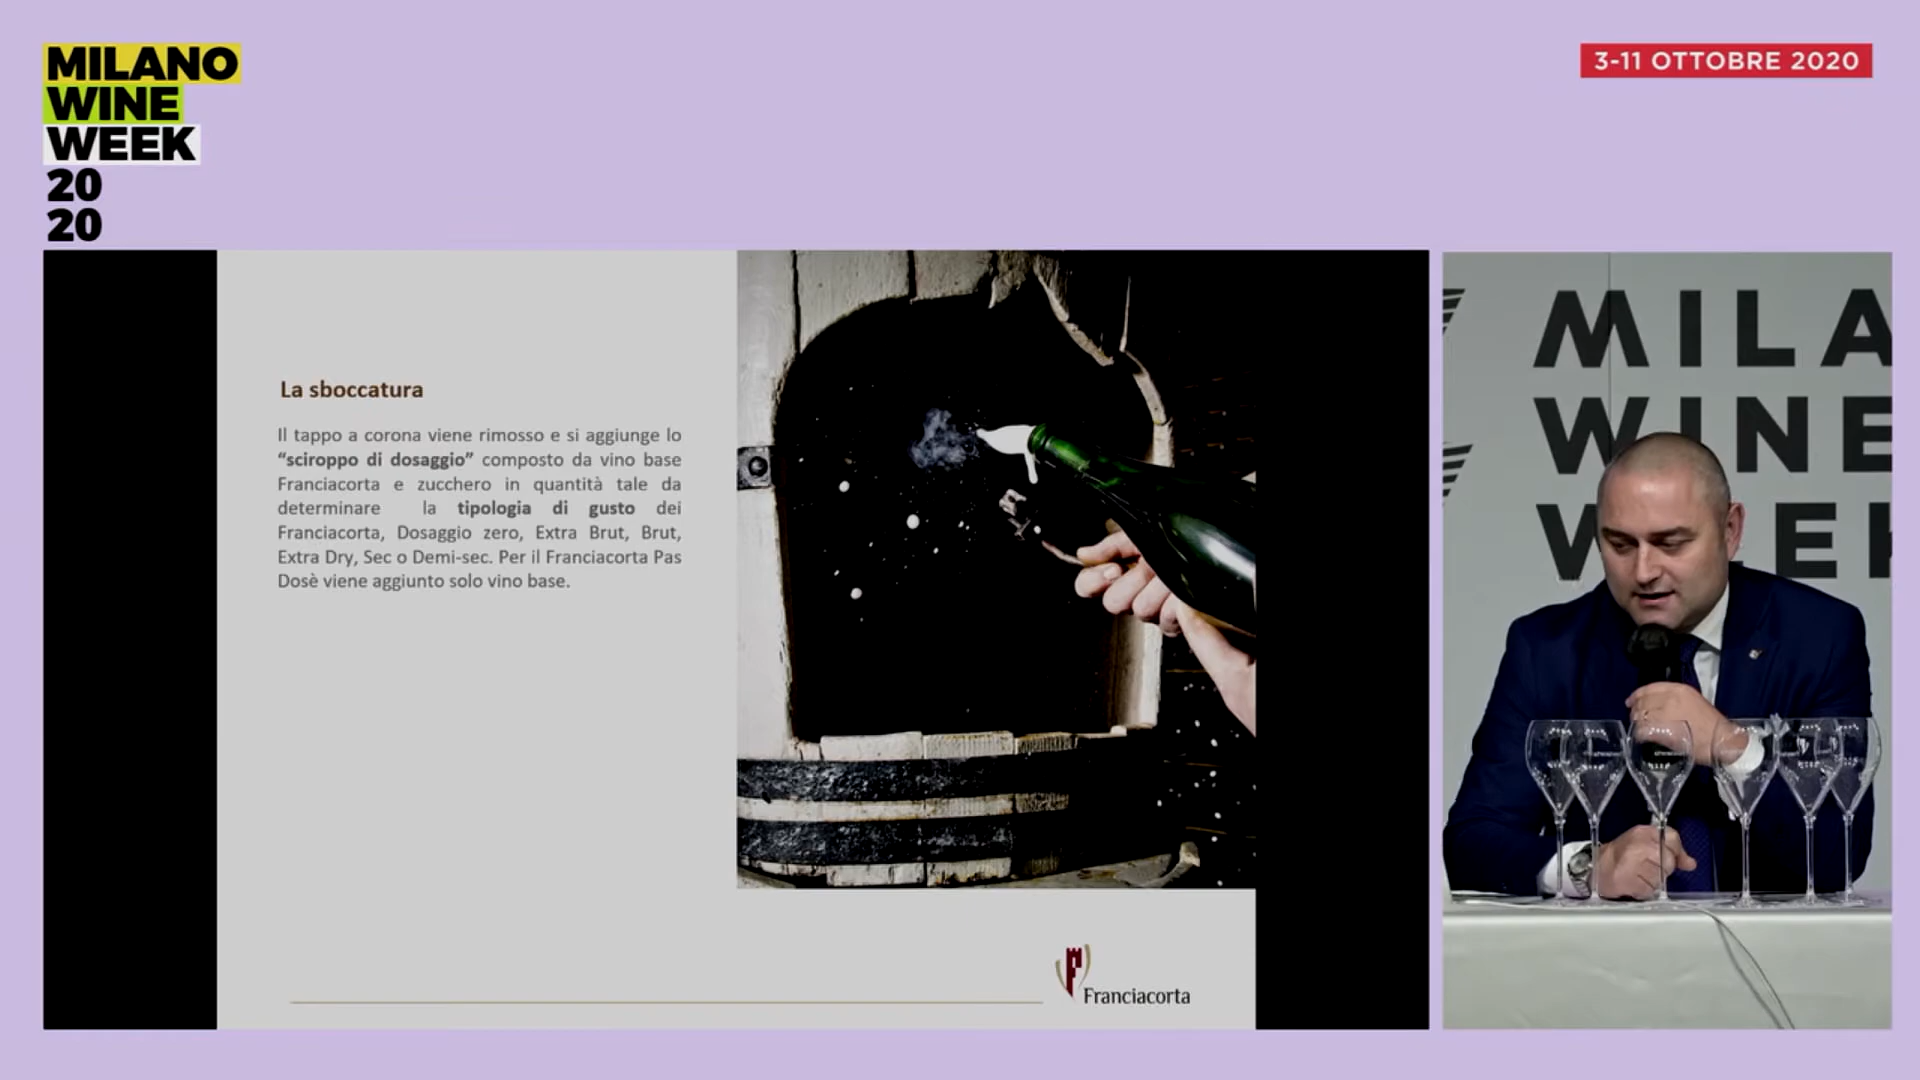 MILANO
WINE
WEEK
20
20
3-11 OTTOBRE 2020
La sboccatura
Il tappo a corona viene rimosso e si aggiunge lo
“sciroppo di dosaggio” composto da vino base
Franciacorta e zucchero in quantità tale da
determinare la tipologia di gusto dei
Franciacorta, Dosaggio zero, Extra Brut, Brut,
Extra Dry, Sec o Demi-sec. Per il Franciacorta Pas
Dosè viene aggiunto solo vino base.
Franciacorta
MILA
WINE
WEE